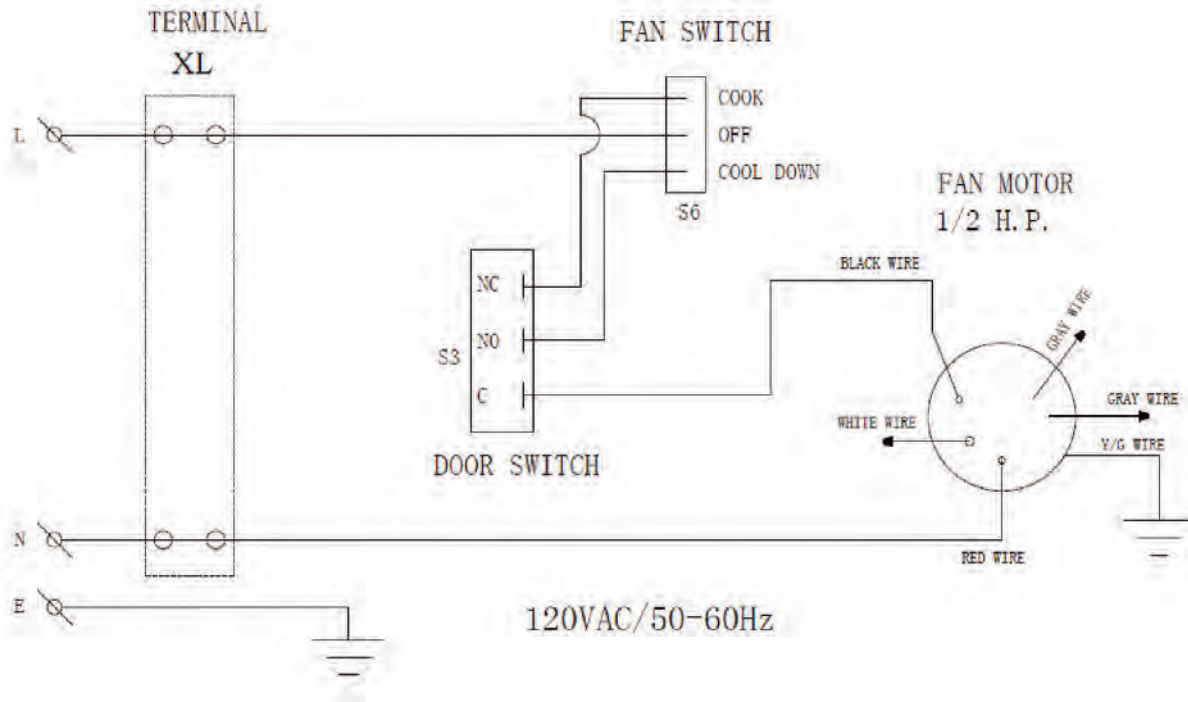 TERMINAL
XL
FAN SWITCH
COOK
L
OFF
COOL DOWN
S6
FAN MOTOR
1/2 H.P.
BLACK WIRE
GRAY WIRE
NC
S3
NO
C
GRAY WIRE
WHITE WIRE
Y/G WIRE
DOOR SWITCH
N
RED WIRE
E
120VAC/50-60Hz